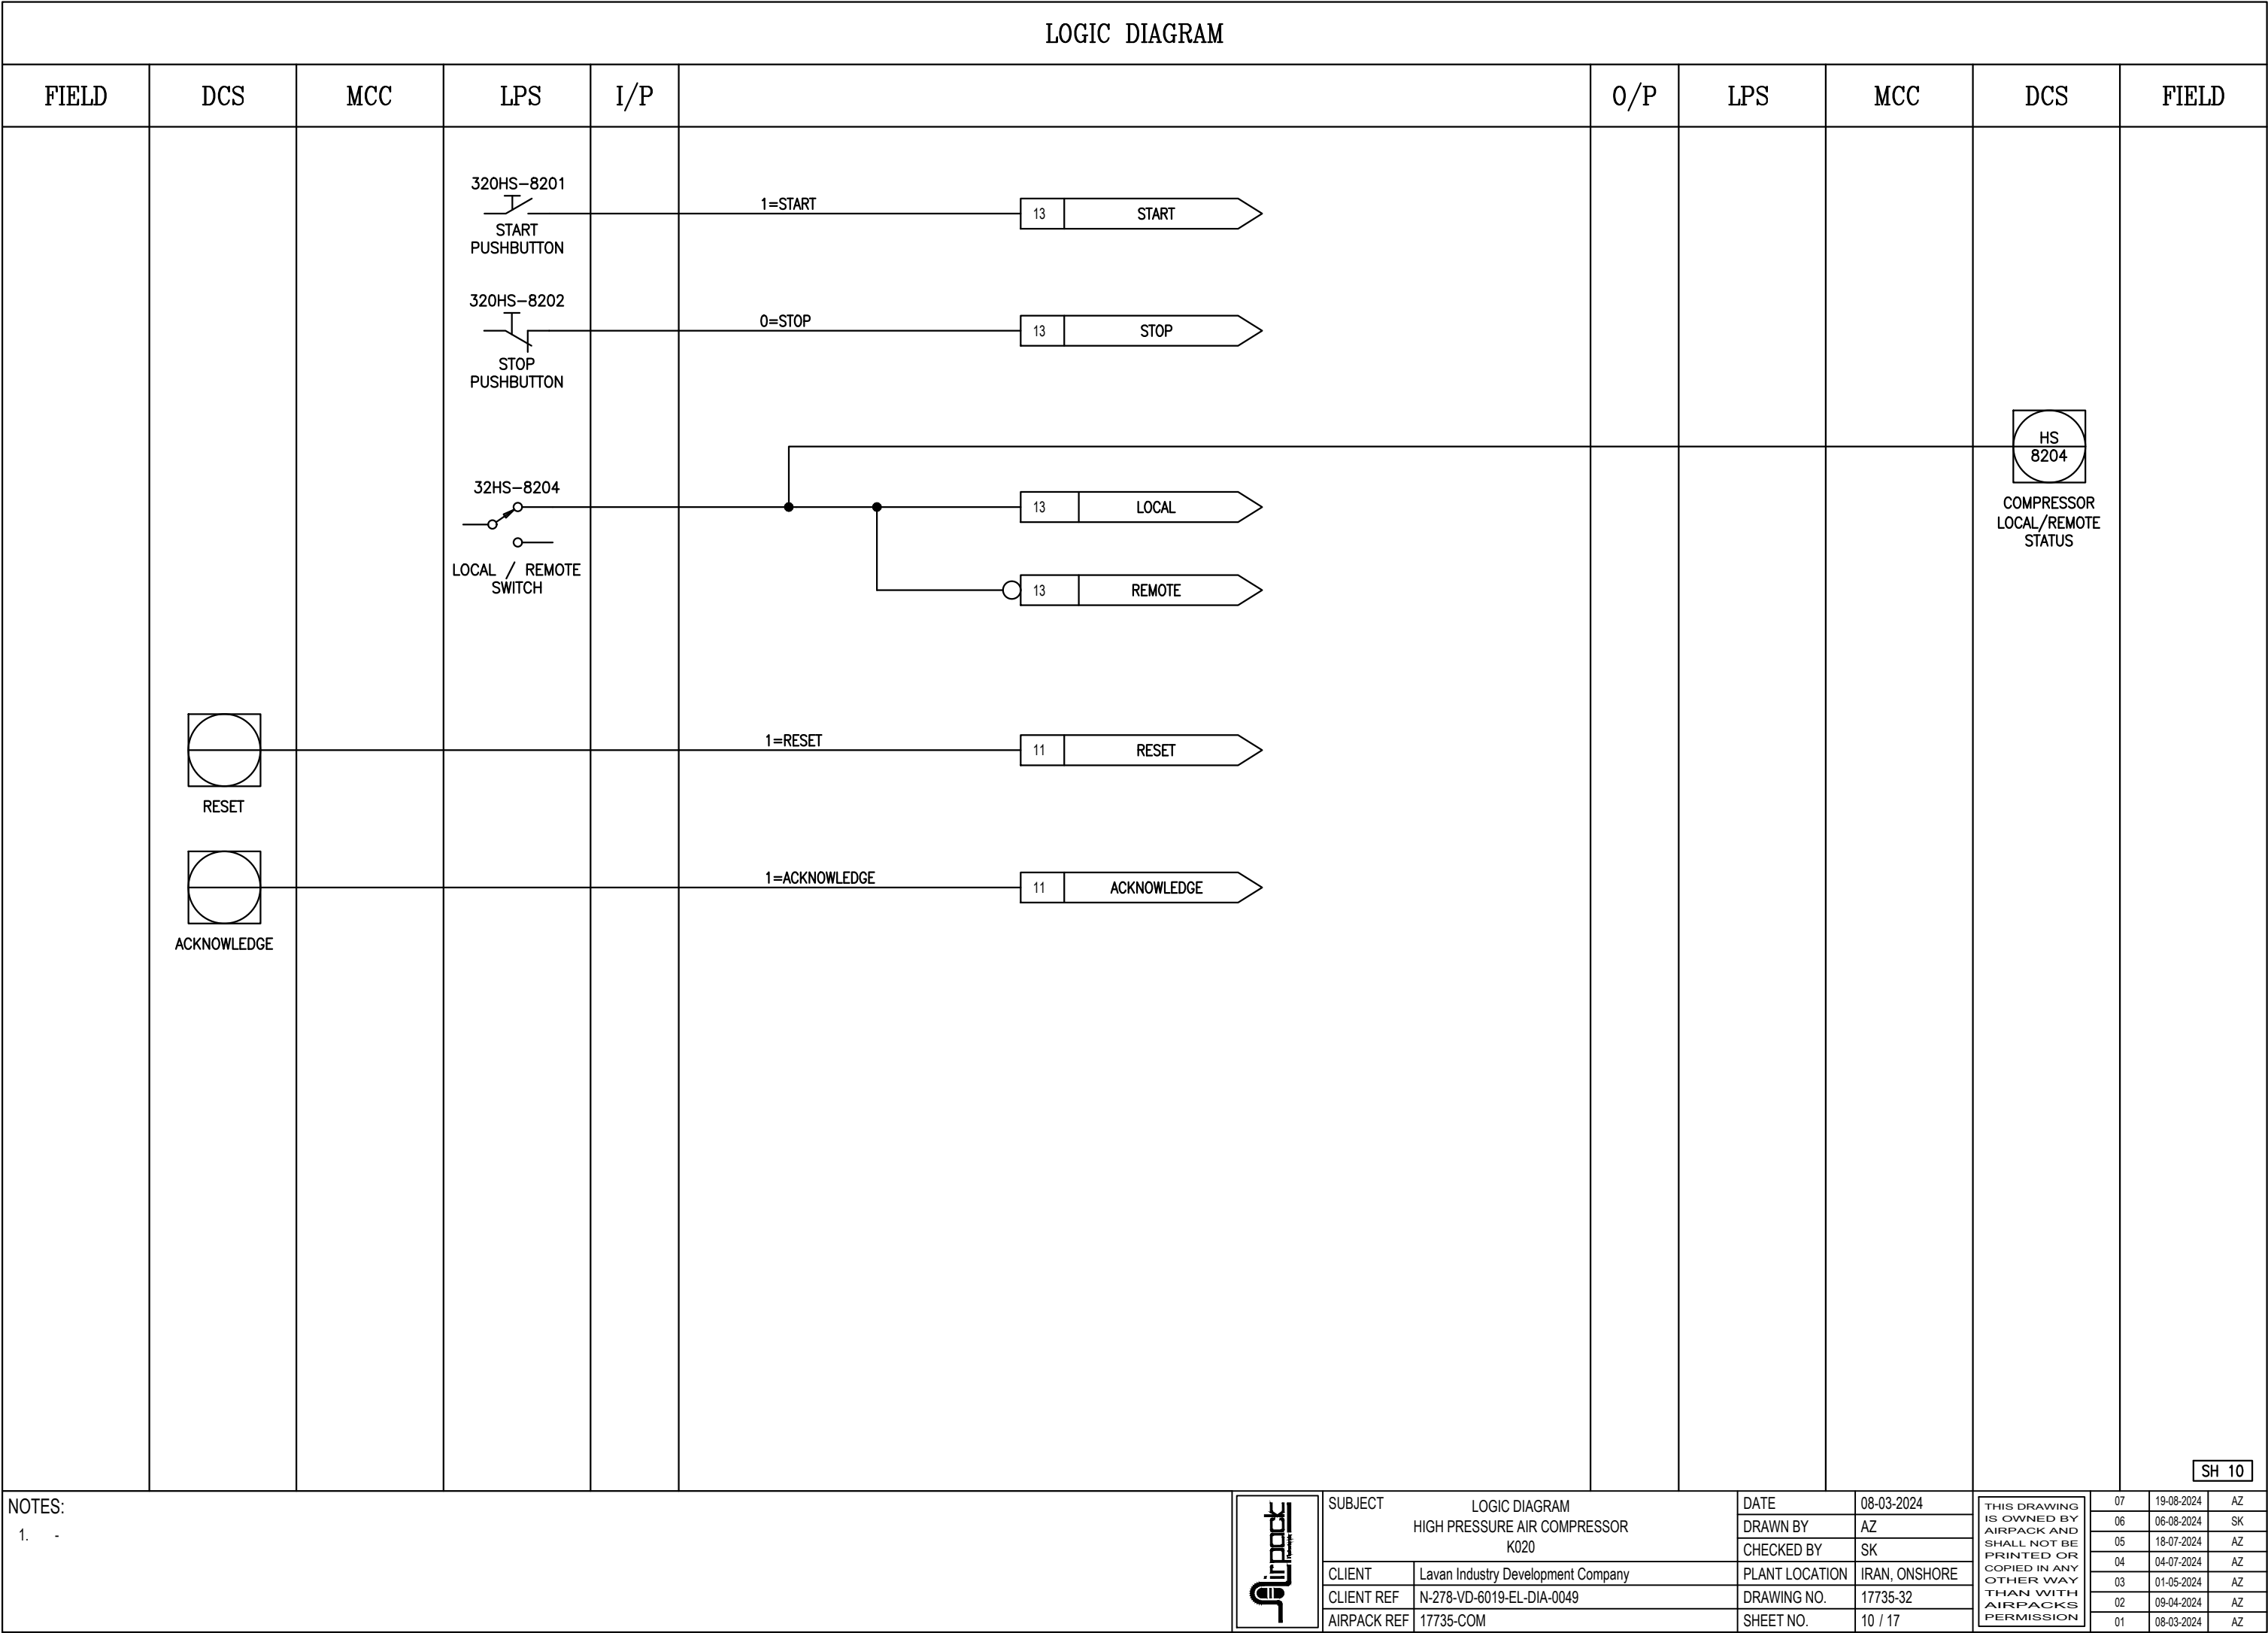 LOGIC DIAGRAM
FIELD DCS MCC LPS I/P O/P LPS MCC DCS FIELD
320HS-8201
START
PUSHBUTTON
1=START
13 START
320HS-8202
STOP
PUSHBUTTON
0=STOP
13 STOP
HS
8204
COMPRESSOR
LOCAL/REMOTE
STATUS
32HS-8204
LOCAL / REMOTE
SWITCH
13 LOCAL
13 REMOTE
RESET
1=RESET
11 RESET
ACKNOWLEDGE
1=ACKNOWLEDGE
11 ACKNOWLEDGE
SH 10
NOTES:
1. -
Airpack
SUBJECT
LOGIC DIAGRAM
HIGH PRESSURE AIR COMPRESSOR
K020
CLIENT Lavan Industry Development Company
CLIENT REF N-278-VD-6019-EL-DIA-0049
AIRPACK REF 17735-COM
DATE 08-03-2024
DRAWN BY AZ
CHECKED BY SK
PLANT LOCATION IRAN, ONSHORE
DRAWING NO. 17735-32
SHEET NO. 10 / 17
THIS DRAWING
IS OWNED BY
AIRPACK AND
SHALL NOT BE
PRINTED OR
COPIED IN ANY
OTHER WAY
THAN WITH
AIRPACKS
PERMISSION
07 19-08-2024 AZ
06 06-08-2024 SK
05 18-07-2024 AZ
04 04-07-2024 AZ
03 01-05-2024 AZ
02 09-04-2024 AZ
01 08-03-2024 AZ